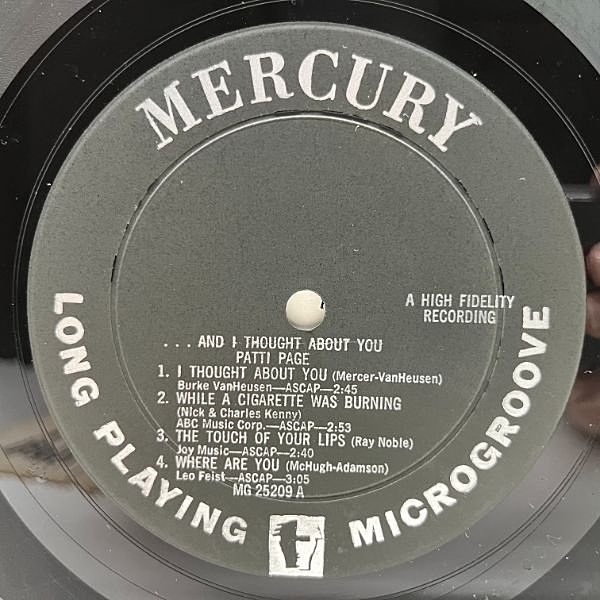 MERCURY
A HIGH FIDELITY
RECORDING
. . . AND I THOUGHT ABOUT YOU
PATTI PAGE
1. I THOUGHT ABOUT YOU (Mercer-VanHeusen)
Burke VanHeusen—ASCAP—2:45
2. WHILE A CIGARETTE WAS BURNING
(Nick & Charles Kenny)
ABC Music Corp.—ASCAP—2:53
3. THE TOUCH OF YOUR LIPS (Ray Noble)
Joy Music—ASCAP—2:40
4. WHERE ARE YOU (McHugh-Adamson)
Leo Feist—ASCAP—3:05
MG 25209 A
LONG PLAYING MICROGROOVE